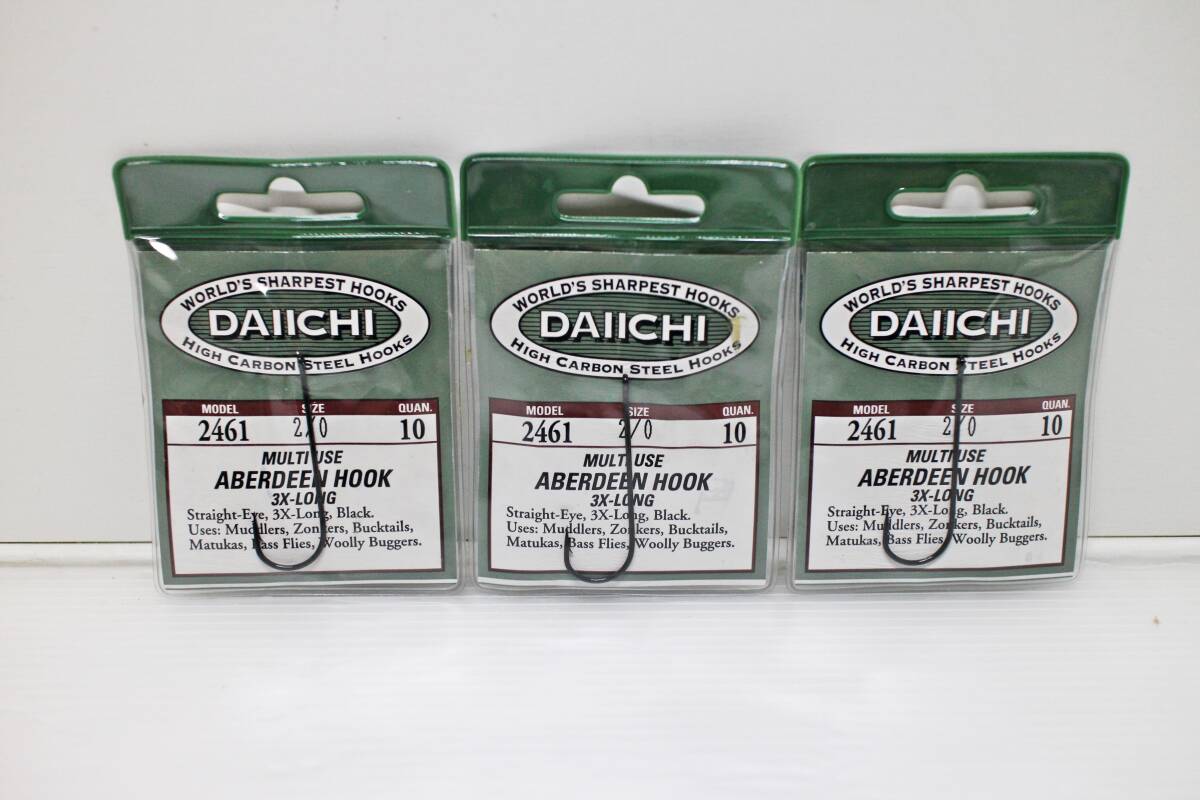 WORLD'S SHARPEST HOOKS
DAIICHI
HIGH CARBON STEEL HOOKS
MODEL SIZE QUAN.
2461 2/0 10
MULTI USE
ABERDEEN HOOK
3X-LONG
Straight-Eye, 3X-Long, Black.
Uses: Muddlers, Zonkers, Bucktails,
Matukas, Bass Flies, Woolly Buggers.
WORLD'S SHARPEST HOOKS
DAIICHI
HIGH CARBON STEEL HOOKS
MODEL SIZE QUAN.
2461 2/0 10
MULTI USE
ABERDEEN HOOK
3X-LONG
Straight-Eye, 3X-Long, Black.
Uses: Muddlers, Zonkers, Bucktails,
Matukas, Bass Flies, Woolly Buggers.
WORLD'S SHARPEST HOOKS
DAIICHI
HIGH CARBON STEEL HOOKS
MODEL SIZE QUAN.
2461 2/0 10
MULTI USE
ABERDEEN HOOK
3X-LONG
Straight-Eye, 3X-Long, Black.
Uses: Muddlers, Zonkers, Bucktails,
Matukas, Bass Flies, Woolly Buggers.